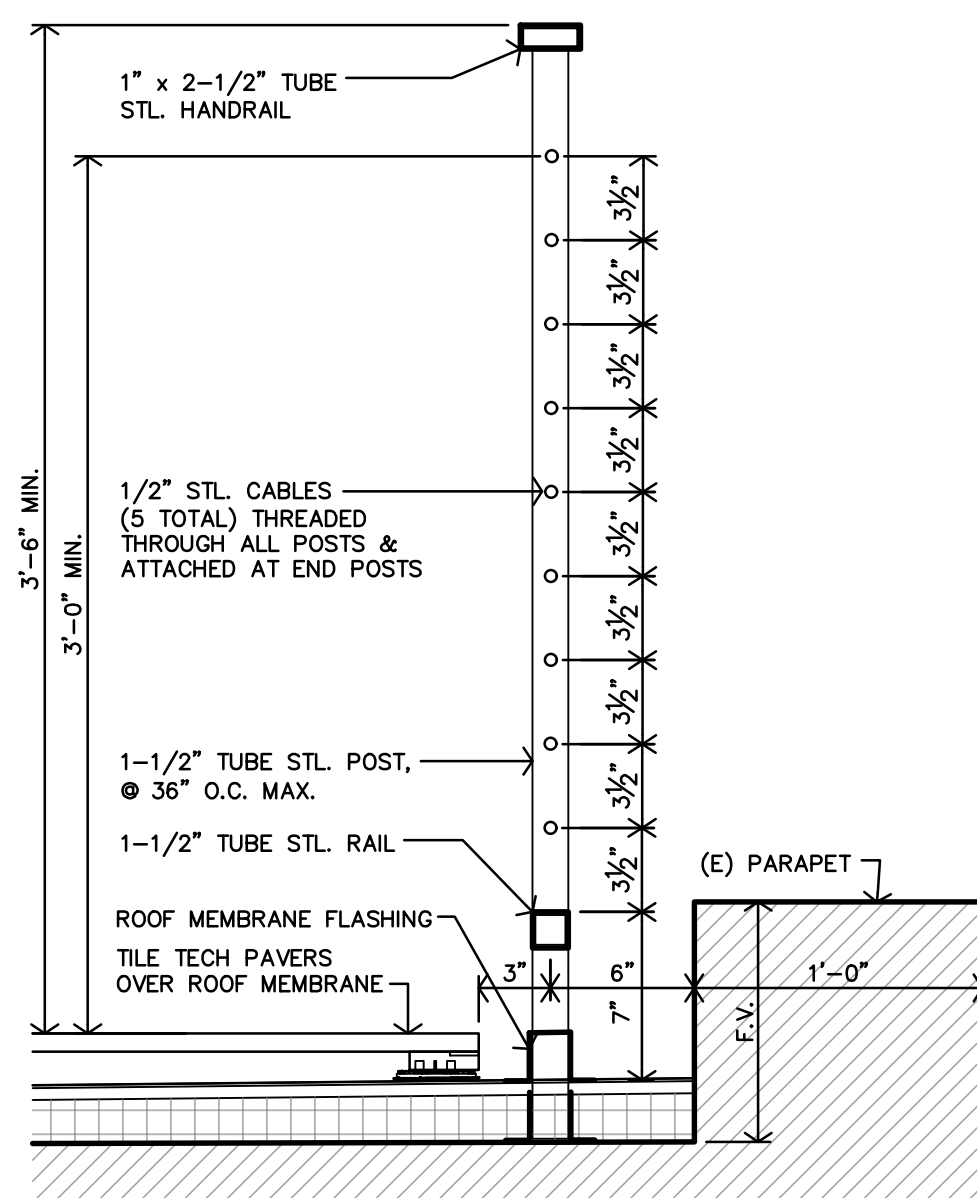 1" x 2-1/2" TUBE
STL. HANDRAIL
3'-6" MIN.
3'-0" MIN.
3½"
3½"
3½"
3½"
3½"
3½"
3½"
3½"
3½"
1/2" STL. CABLES
(5 TOTAL) THREADED
THROUGH ALL POSTS &
ATTACHED AT END POSTS
1-1/2" TUBE STL. POST,
@ 36" O.C. MAX.
1-1/2" TUBE STL. RAIL
(E) PARAPET
ROOF MEMBRANE FLASHING
TILE TECH PAVERS
OVER ROOF MEMBRANE
3"
6"
1'-0"
7"
F.V.